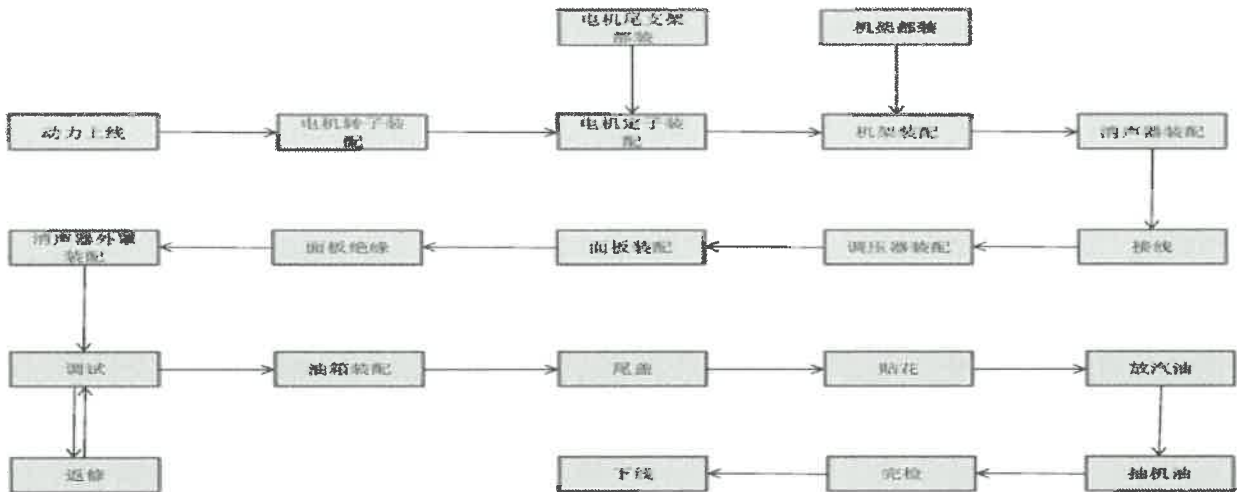 电机尾支架
部装
机架部装
动力上线
电机转子装
配
电机定子装
配
机架装配
消声器装配
消声器外罩
装配
面板绝缘
面板装配
调压器装配
接线
调试
油箱装配
尾盖
贴花
放汽油
返修
下线
完检
抽机油